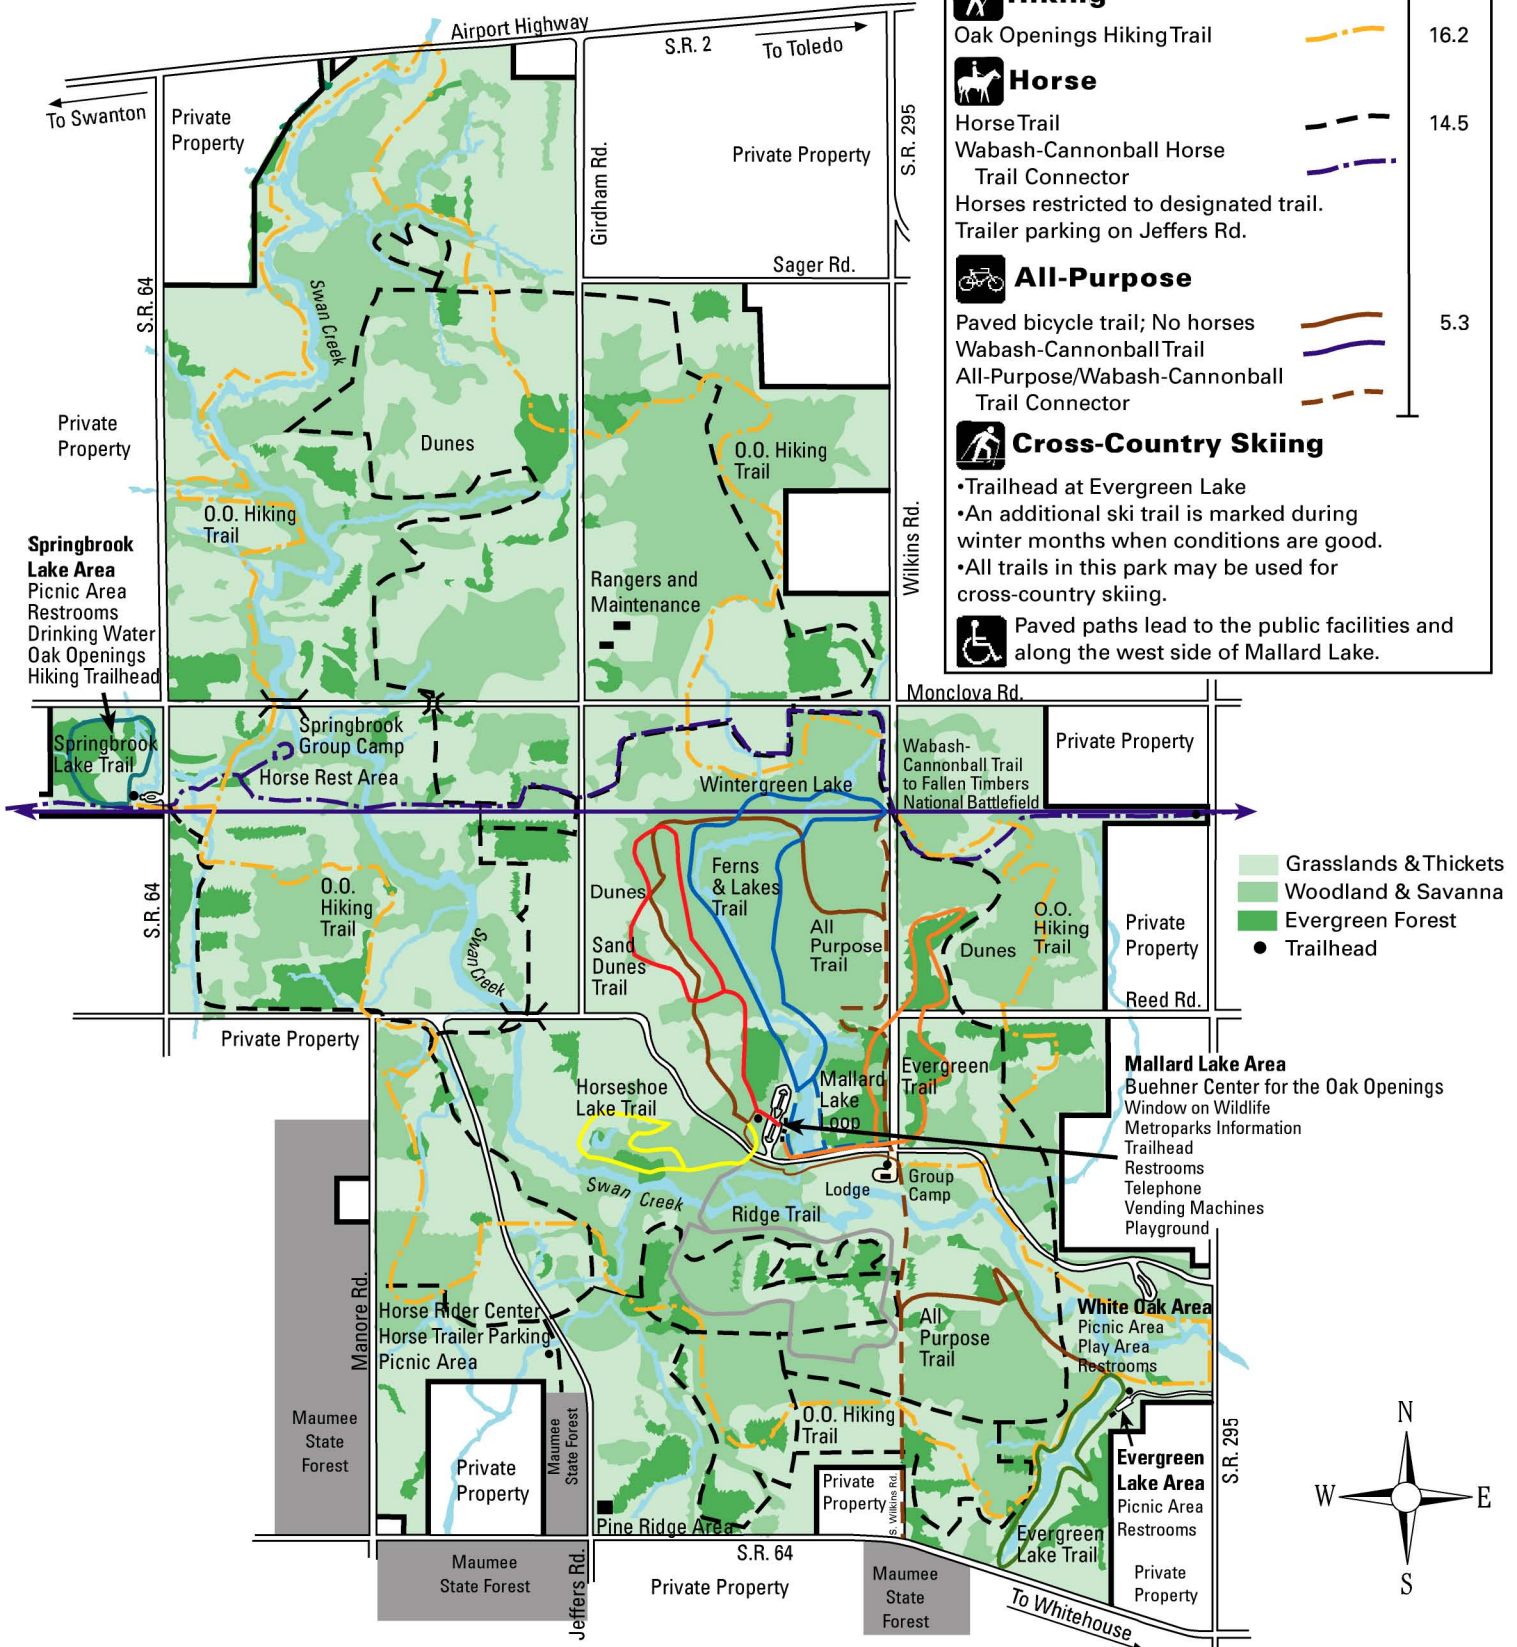 Airport Highway
S.R. 2
To Toledo
To Swanton
Private
Property
Girdham Rd.
Private Property
S.R. 295
Sager Rd.
S.R. 64
Swan Creek
Private
Property
Dunes
O.O. Hiking
Trail
O.O. Hiking
Trail
Wilkins Rd.
Rangers and
Maintenance
Springbrook
Lake Area
Picnic Area
Restrooms
Drinking Water
Oak Openings
Hiking Trailhead
Hiking
Oak Openings Hiking Trail 16.2
Horse
Horse Trail 14.5
Wabash-Cannonball Horse
Trail Connector
Horses restricted to designated trail.
Trailer parking on Jeffers Rd.
All-Purpose
Paved bicycle trail; No horses 5.3
Wabash-Cannonball Trail
All-Purpose/Wabash-Cannonball
Trail Connector
Cross-Country Skiing
•Trailhead at Evergreen Lake
•An additional ski trail is marked during
winter months when conditions are good.
•All trails in this park may be used for
cross-country skiing.
Paved paths lead to the public facilities and
along the west side of Mallard Lake.
Monclova Rd.
Springbrook
Lake Trail
Springbrook
Group Camp
Horse Rest Area
Wintergreen Lake
Wabash-
Cannonball Trail
to Fallen Timbers
National Battlefield
Private Property
Grasslands & Thickets
Woodland & Savanna
Evergreen Forest
Trailhead
S.R. 64
O.O.
Hiking
Trail
Swan Creek
Dunes
Sand
Dunes
Trail
Ferns
& Lakes
Trail
All
Purpose
Trail
Dunes
O.O.
Hiking
Trail
Private
Property
Reed Rd.
Private Property
Horseshoe
Lake Trail
Mallard
Lake
Loop
Evergreen
Trail
Mallard Lake Area
Buehner Center for the Oak Openings
Window on Wildlife
Metroparks Information
Trailhead
Restrooms
Telephone
Vending Machines
Playground
Swan Creek
Lodge
Group
Camp
Ridge Trail
Manore Rd.
Horse Rider Center
Horse Trailer Parking
Picnic Area
All
Purpose
Trail
White Oak Area
Picnic Area
Play Area
Restrooms
Maumee
State
Forest
Private
Property
Maumee
State Forest
O.O. Hiking
Trail
Private
Property
S. Wilkins Rd.
Evergreen
Lake Area
Picnic Area
Restrooms
Evergreen
Lake Trail
Private
Property
S.R. 295
Pine Ridge Area
S.R. 64
Maumee
State Forest
Jeffers Rd.
Private Property
Maumee
State
Forest
To Whitehouse
N
W
E
S